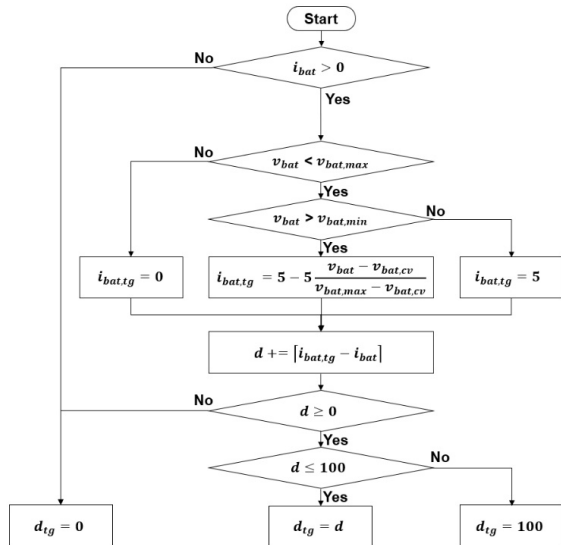 Start
No
i_bat > 0
Yes
No
v_bat < v_bat,max
Yes
v_bat > v_bat,min
No
Yes
i_bat,tg = 0
i_bat,tg = 5 − 5 (v_bat − v_bat,cv) / (v_bat,max − v_bat,cv)
i_bat,tg = 5
d += ⌈i_bat,tg − i_bat⌉
No
d ≥ 0
Yes
d ≤ 100
No
Yes
d_tg = 0
d_tg = d
d_tg = 100